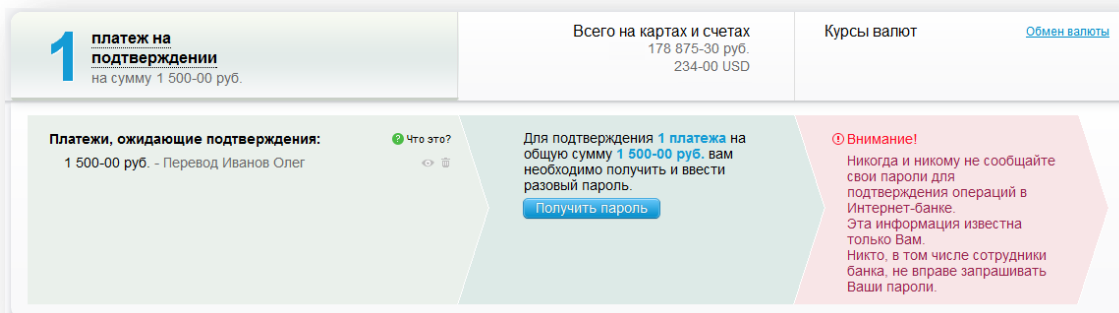 1
платеж на
подтверждении
на сумму 1 500-00 руб.
Всего на картах и счетах
178 875-30 руб.
234-00 USD
Курсы валют
Обмен валюты
Платежи, ожидающие подтверждения:
? Что это?
1 500-00 руб. - Перевод Иванов Олег
Для подтверждения 1 платежа на
общую сумму 1 500-00 руб. вам
необходимо получить и ввести
разовый пароль.
Получить пароль
Внимание!
Никогда и никому не сообщайте
свои пароли для
подтверждения операций в
Интернет-банке.
Эта информация известна
только Вам.
Никто, в том числе сотрудники
банка, не вправе запрашивать
Ваши пароли.